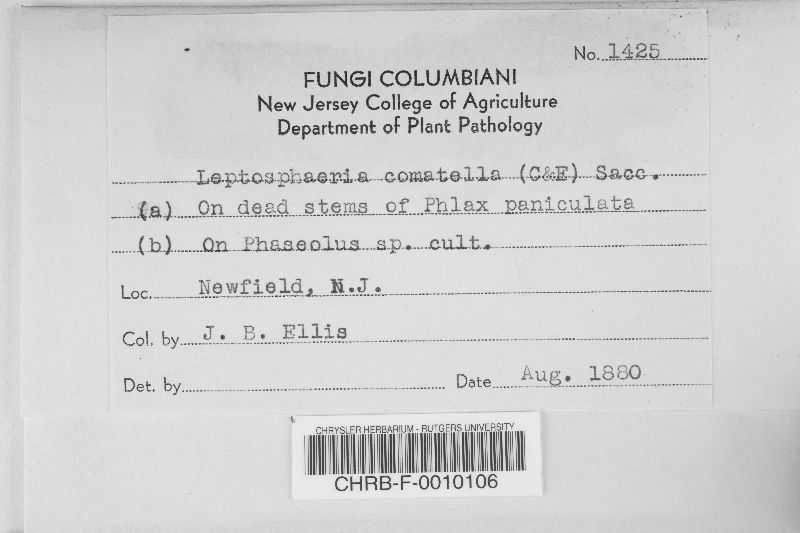 No. 1425
FUNGI COLUMBIANI
New Jersey College of Agriculture
Department of Plant Pathology
Leptosphaeria comatella (C&E) Sacc.
(a) On dead stems of Phlax paniculata
(b) On Phaseolus sp. cult.
Loc. Newfield, N.J.
Col. by J. B. Ellis
Det. by Date Aug. 1880
CHRYSLER HERBARIUM - RUTGERS UNIVERSITY
CHRB-F-0010106